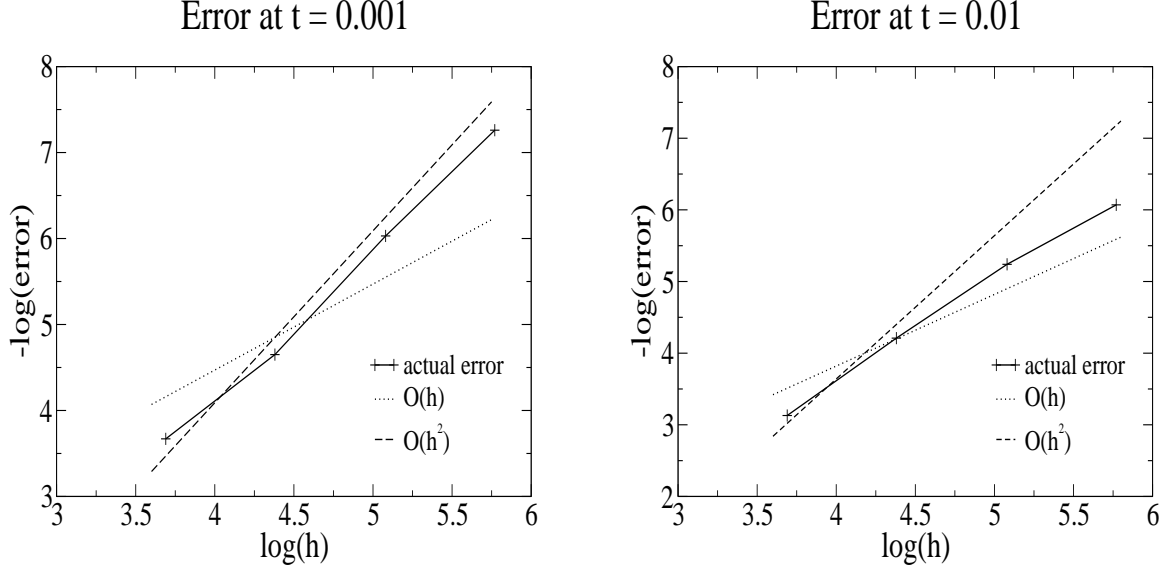 Error at t = 0.001
8
7
6
5
4
3
-log(error)
3
3.5
4
4.5
5
5.5
6
log(h)
actual error
O(h)
O(h²)
Error at t = 0.01
8
7
6
5
4
3
2
-log(error)
3
3.5
4
4.5
5
5.5
6
log(h)
actual error
O(h)
O(h²)